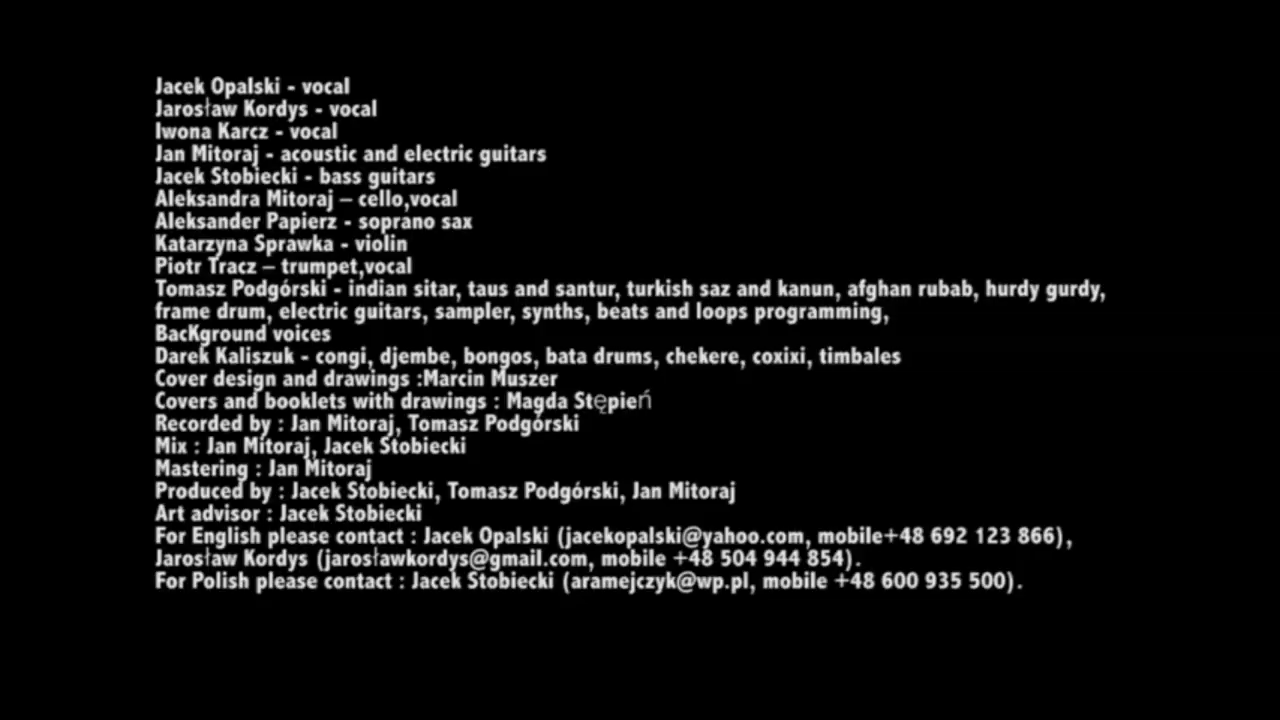 Jacek Opalski - vocal
Jarosław Kordys - vocal
Iwona Karcz - vocal
Jan Mitoraj - acoustic and electric guitars
Jacek Stobiecki - bass guitars
Aleksandra Mitoraj – cello,vocal
Aleksander Papierz - soprano sax
Katarzyna Sprawka - violin
Piotr Tracz – trumpet,vocal
Tomasz Podgórski - indian sitar, taus and santur, turkish saz and kanun, afghan rubab, hurdy gurdy,
frame drum, electric guitars, sampler, synths, beats and loops programming,
BacKground voices
Darek Kaliszuk - congi, djembe, bongos, bata drums, chekere, coxixi, timbales
Cover design and drawings :Marcin Muszer
Covers and booklets with drawings : Magda Stępień
Recorded by : Jan Mitoraj, Tomasz Podgórski
Mix : Jan Mitoraj, Jacek Stobiecki
Mastering : Jan Mitoraj
Produced by : Jacek Stobiecki, Tomasz Podgórski, Jan Mitoraj
Art advisor : Jacek Stobiecki
For English please contact : Jacek Opalski (jacekopalski@yahoo.com, mobile+48 692 123 866),
Jarosław Kordys (jarosławkordys@gmail.com, mobile +48 504 944 854).
For Polish please contact : Jacek Stobiecki (aramejczyk@wp.pl, mobile +48 600 935 500).